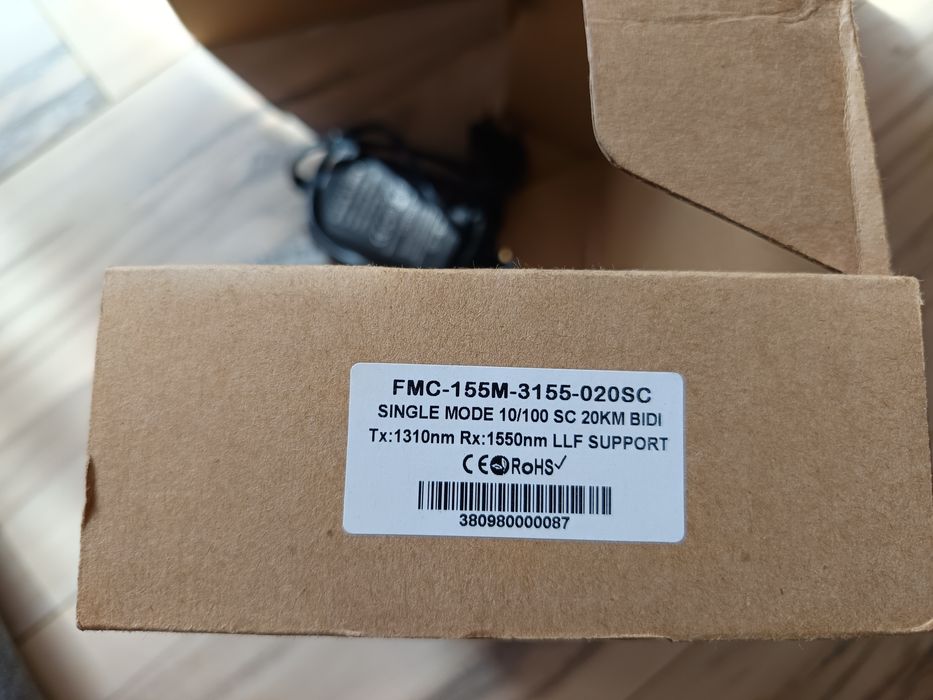 FMC-155M-3155-020SC
SINGLE MODE 10/100 SC 20KM BIDI
Tx:1310nm Rx:1550nm LLF SUPPORT
CE RoHS✓
380980000087